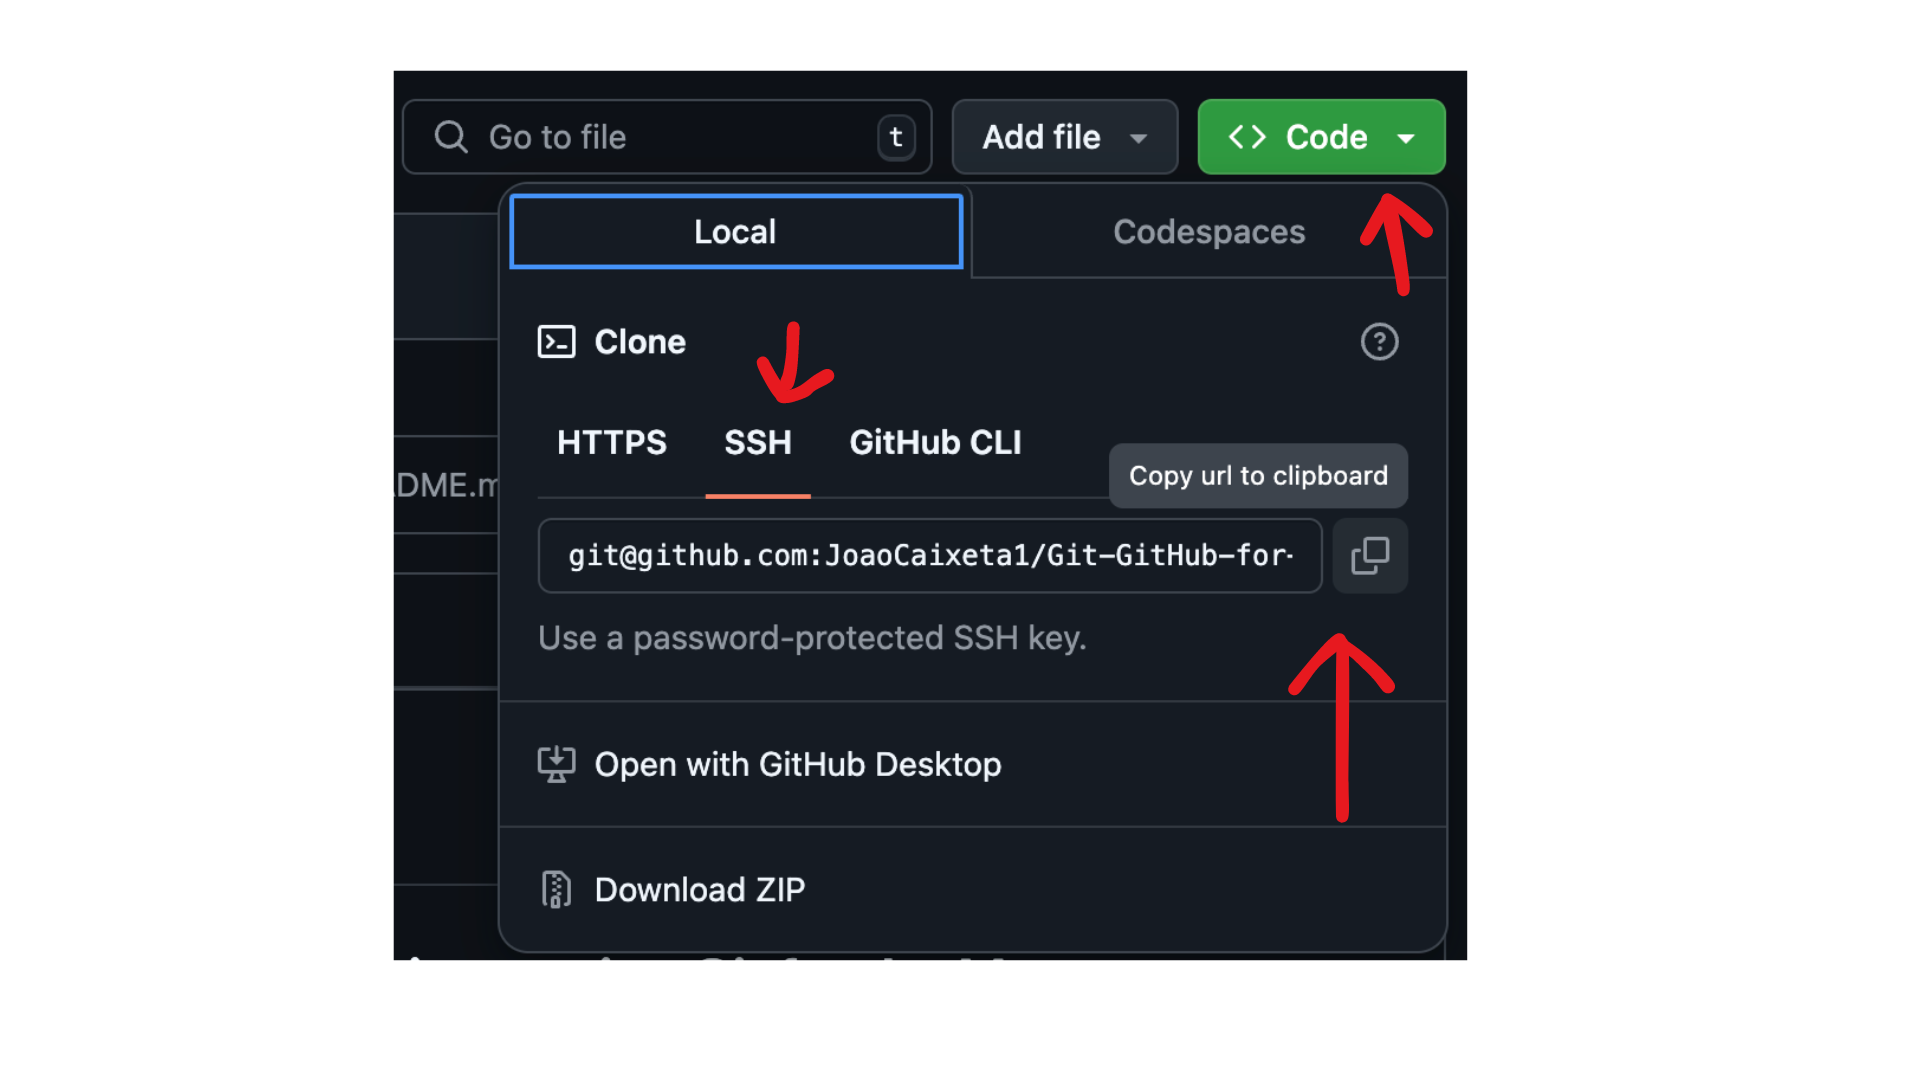 Go to file t Add file Code
Local Codespaces
Clone
HTTPS SSH GitHub CLI
Copy url to clipboard
DME.m
git@github.com:JoaoCaixeta1/Git-GitHub-for-
Use a password-protected SSH key.
Open with GitHub Desktop
Download ZIP